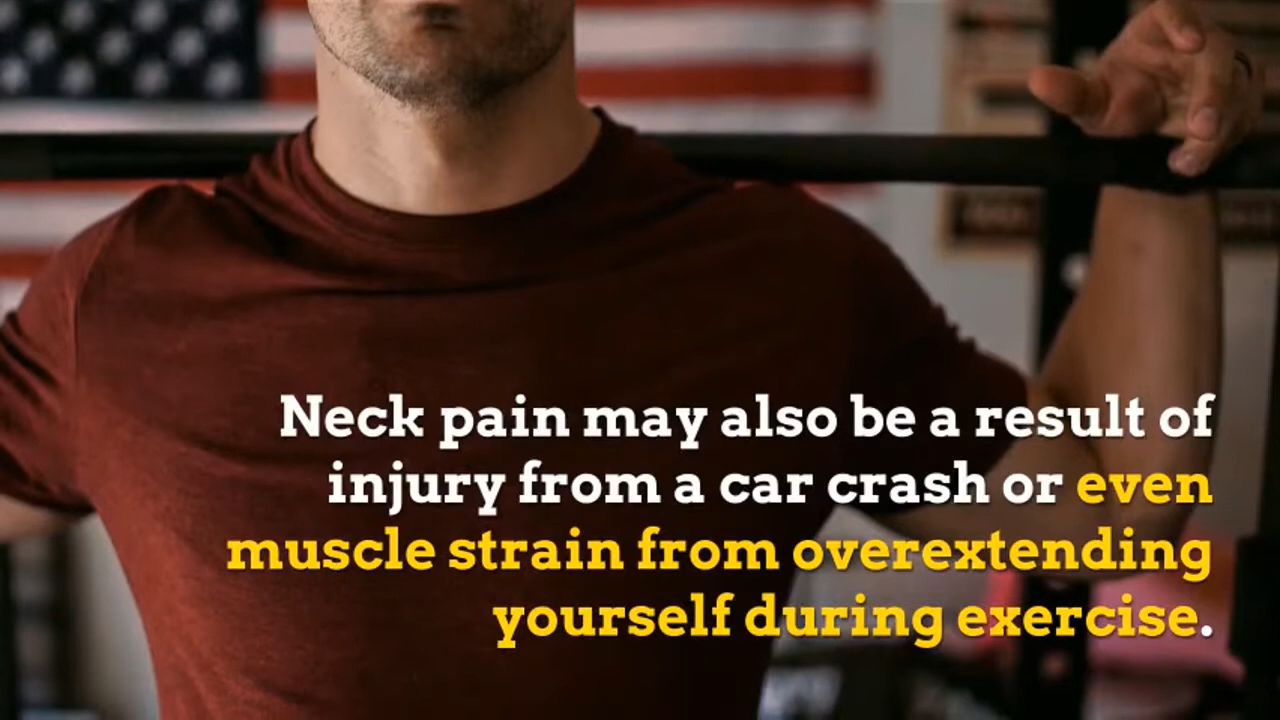 Neck pain may also be a result of
injury from a car crash or even
muscle strain from overextending
yourself during exercise.